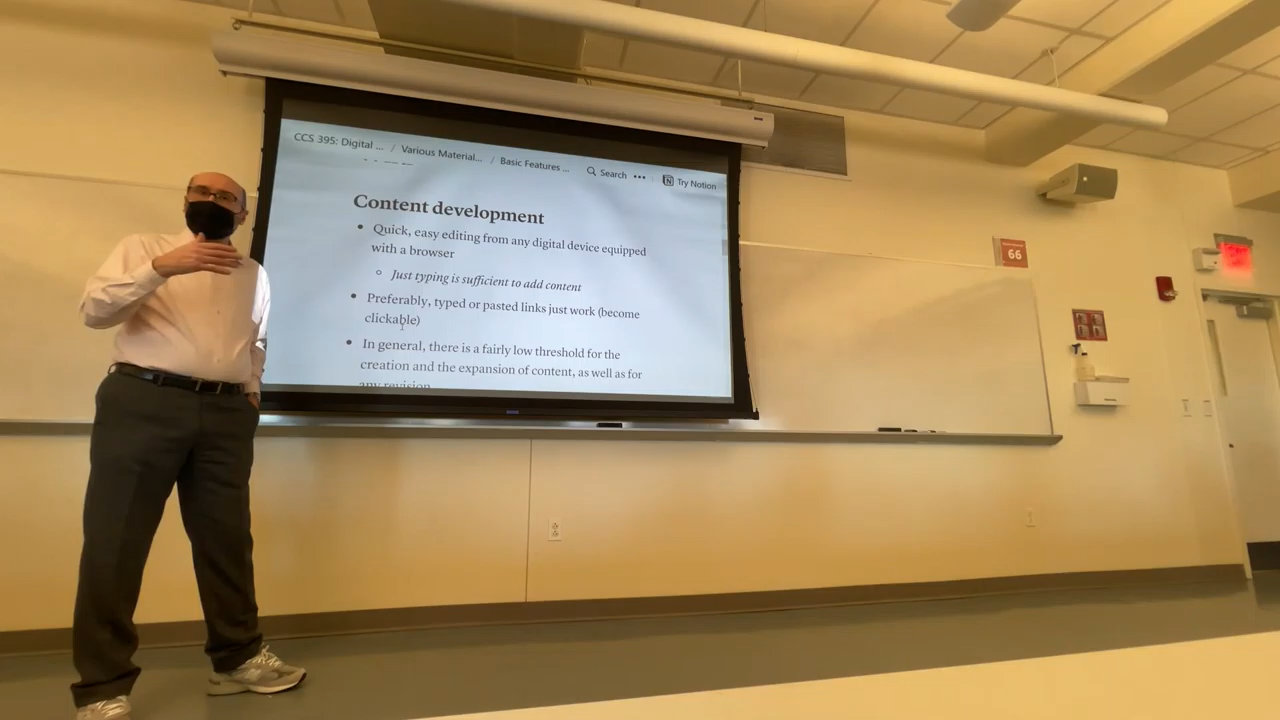 CCS 395: Digital ... / Various Material... / Basic Features ... Search ••• Try Notion
Content development
• Quick, easy editing from any digital device equipped
with a browser
◦ Just typing is sufficient to add content
• Preferably, typed or pasted links just work (become
clickable)
• In general, there is a fairly low threshold for the
creation and the expansion of content, as well as for
any revision
66
EXIT